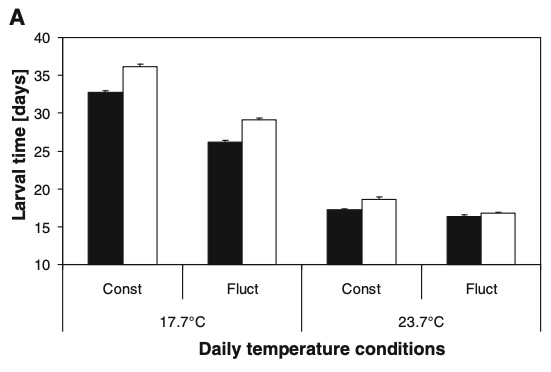 A
Larval time [days]
40
35
30
25
20
15
10
Const Fluct Const Fluct
17.7°C 23.7°C
Daily temperature conditions